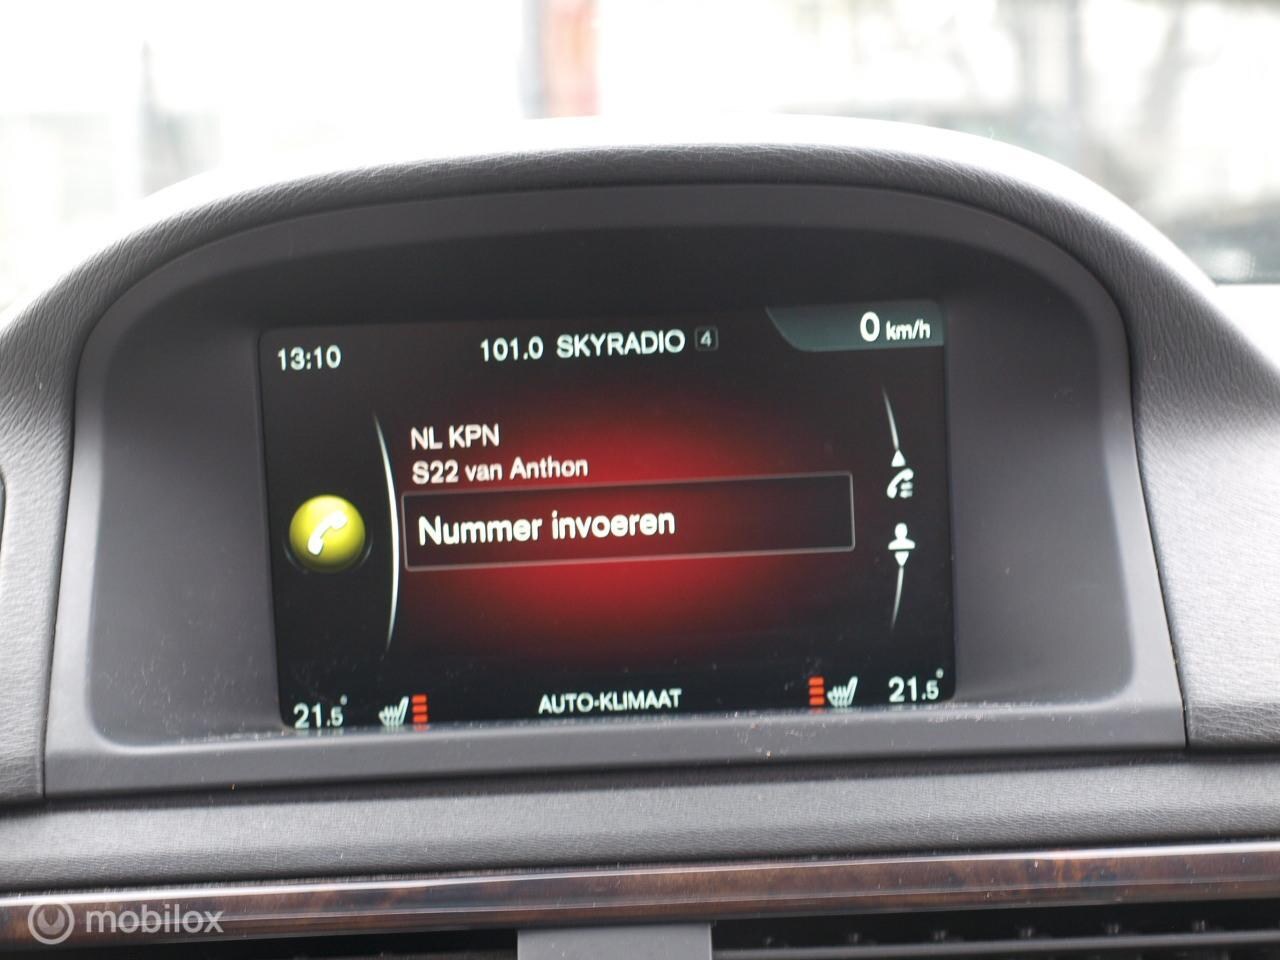 13:10
101.0 SKYRADIO 4
0 km/h
NL KPN
S22 van Anthon
Nummer invoeren
21.5°
AUTO-KLIMAAT
21.5°
mobilox